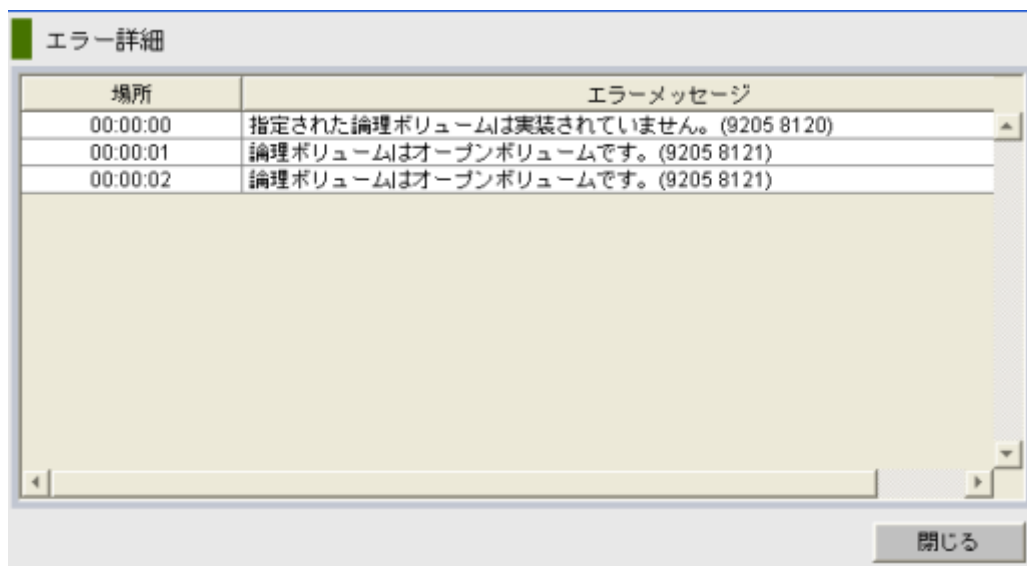 エラー詳細
場所 エラーメッセージ
00:00:00 指定された論理ボリュームは実装されていません。(9205 8120)
00:00:01 論理ボリュームはオープンボリュームです。(9205 8121)
00:00:02 論理ボリュームはオープンボリュームです。(9205 8121)
閉じる